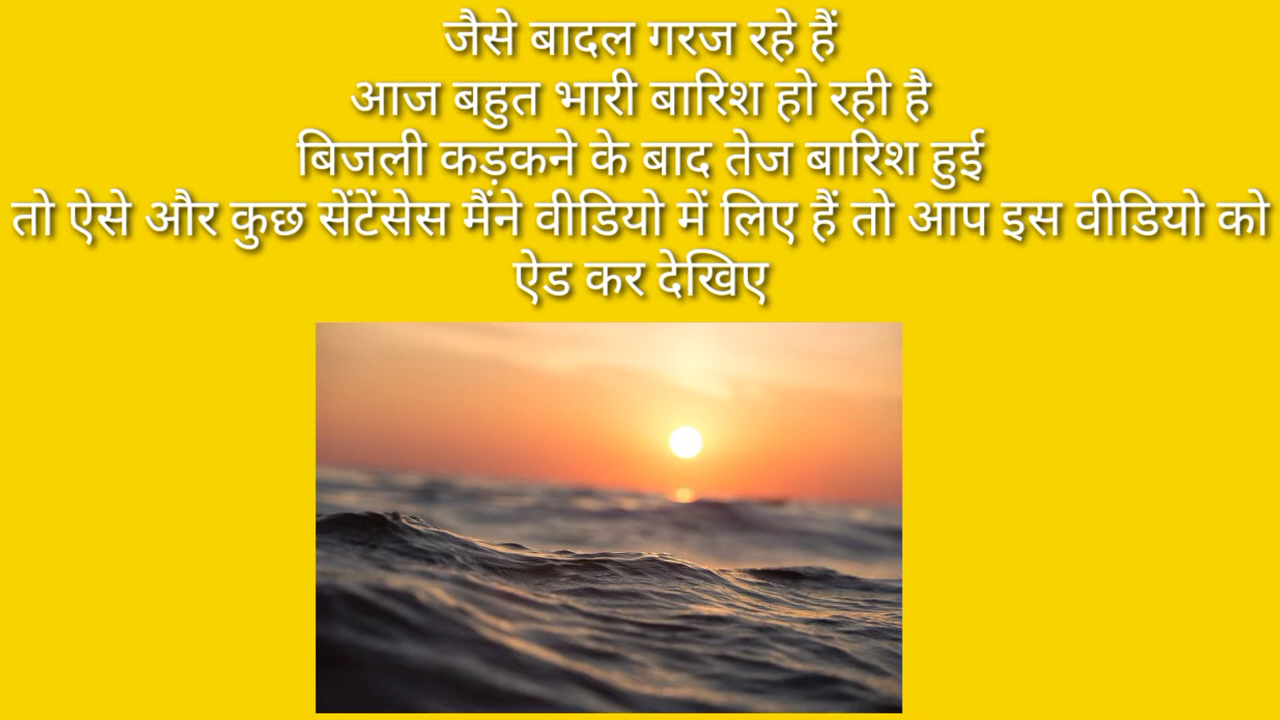 जैसे बादल गरज रहे हैं
आज बहुत भारी बारिश हो रही है
बिजली कड़कने के बाद तेज बारिश हुई
तो ऐसे और कुछ सेंटेंसेस मैंने वीडियो में लिए हैं तो आप इस वीडियो को
ऐड कर देखिए